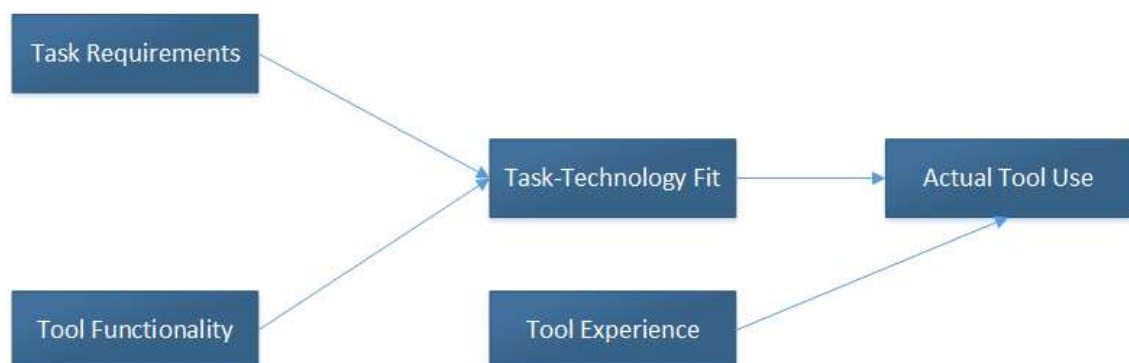 Task Requirements
Task-Technology Fit
Actual Tool Use
Tool Functionality
Tool Experience